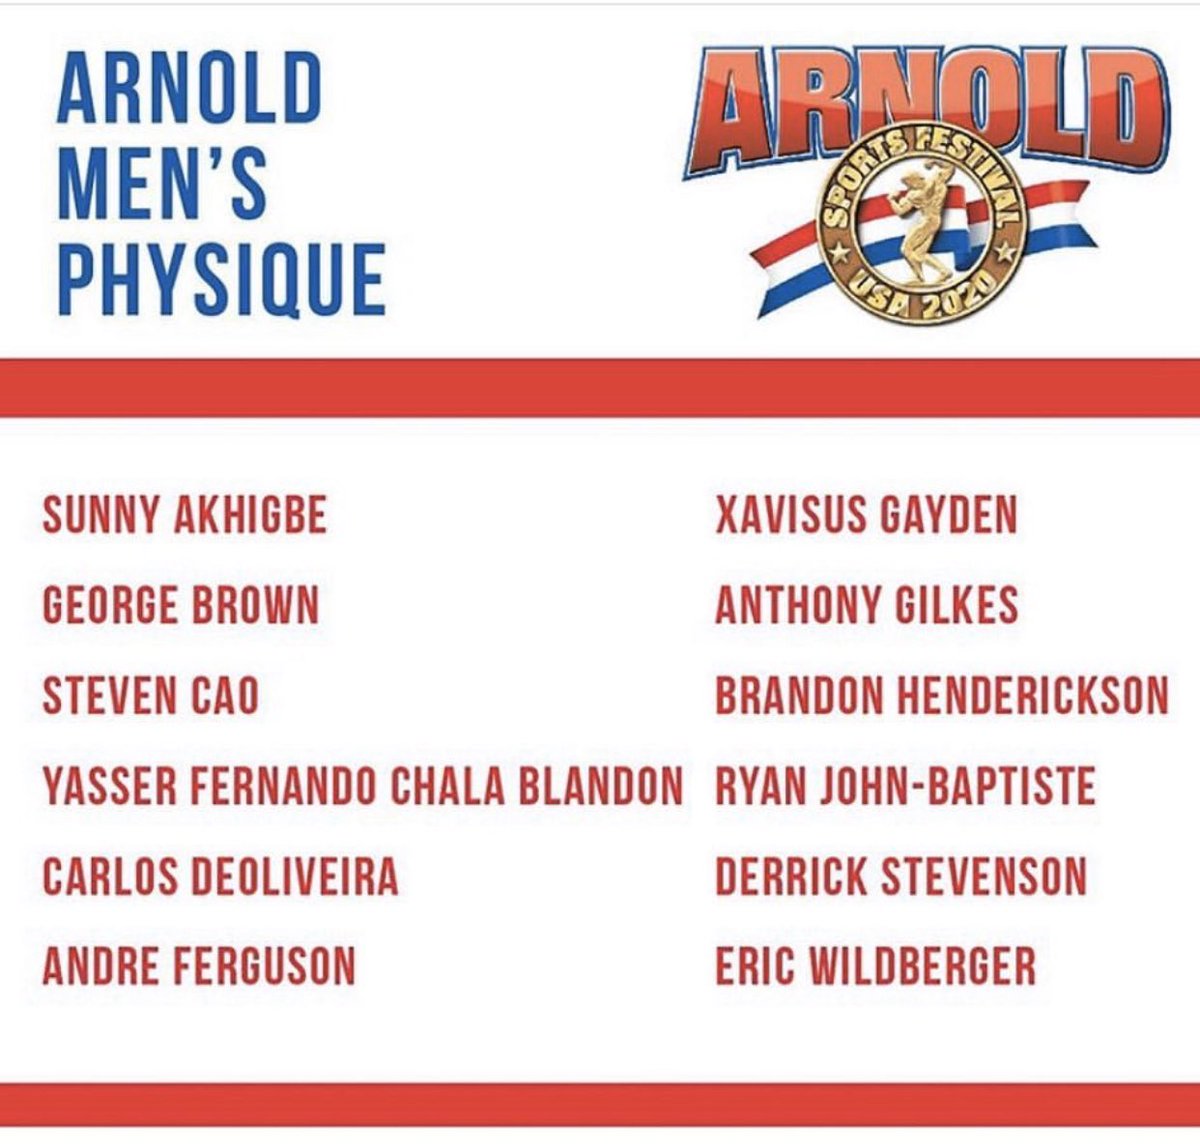 ARNOLD
MEN'S
PHYSIQUE
ARNOLD
SPORTS FESTIVAL
USA 2020
SUNNY AKHIGBE
GEORGE BROWN
STEVEN CAO
YASSER FERNANDO CHALA BLANDON
CARLOS DEOLIVEIRA
ANDRE FERGUSON
XAVISUS GAYDEN
ANTHONY GILKES
BRANDON HENDERICKSON
RYAN JOHN-BAPTISTE
DERRICK STEVENSON
ERIC WILDBERGER